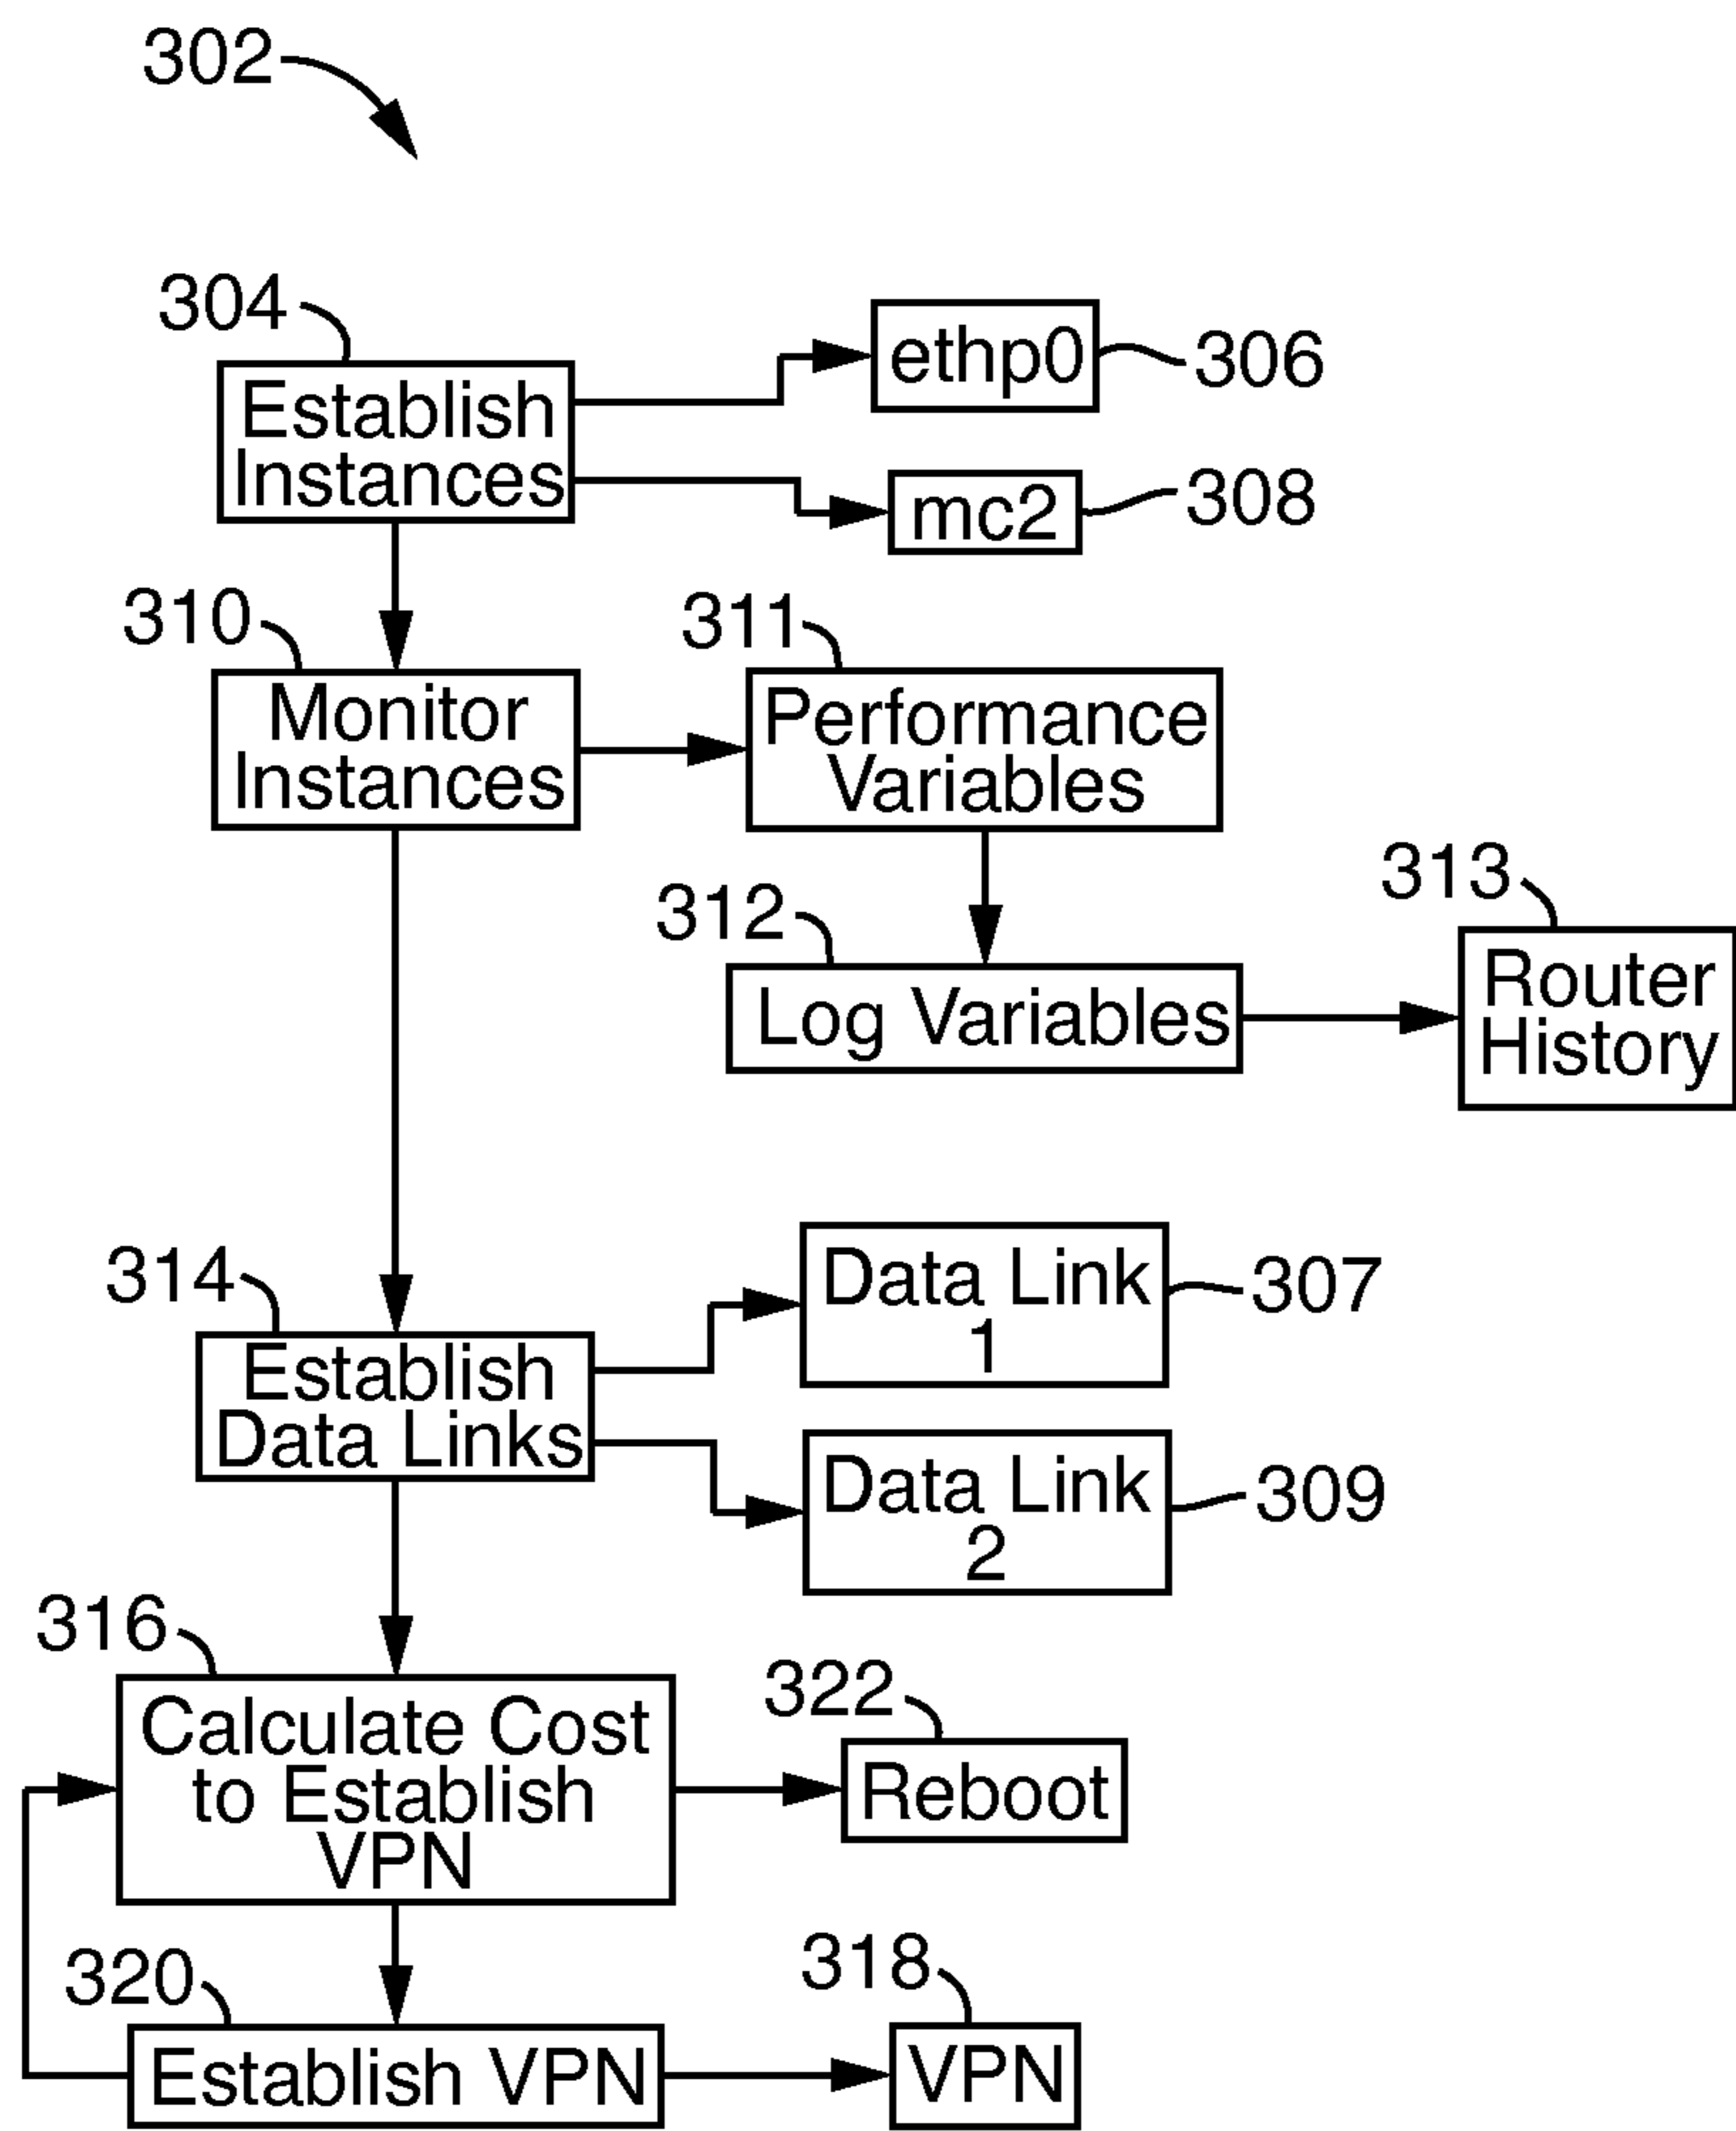 302
304
Establish
Instances
ethp0
306
mc2
308
310
Monitor
Instances
311
Performance
Variables
312
Log Variables
313
Router
History
314
Establish
Data Links
Data Link
1
307
Data Link
2
309
316
Calculate Cost
to Establish
VPN
322
Reboot
320
Establish VPN
318
VPN